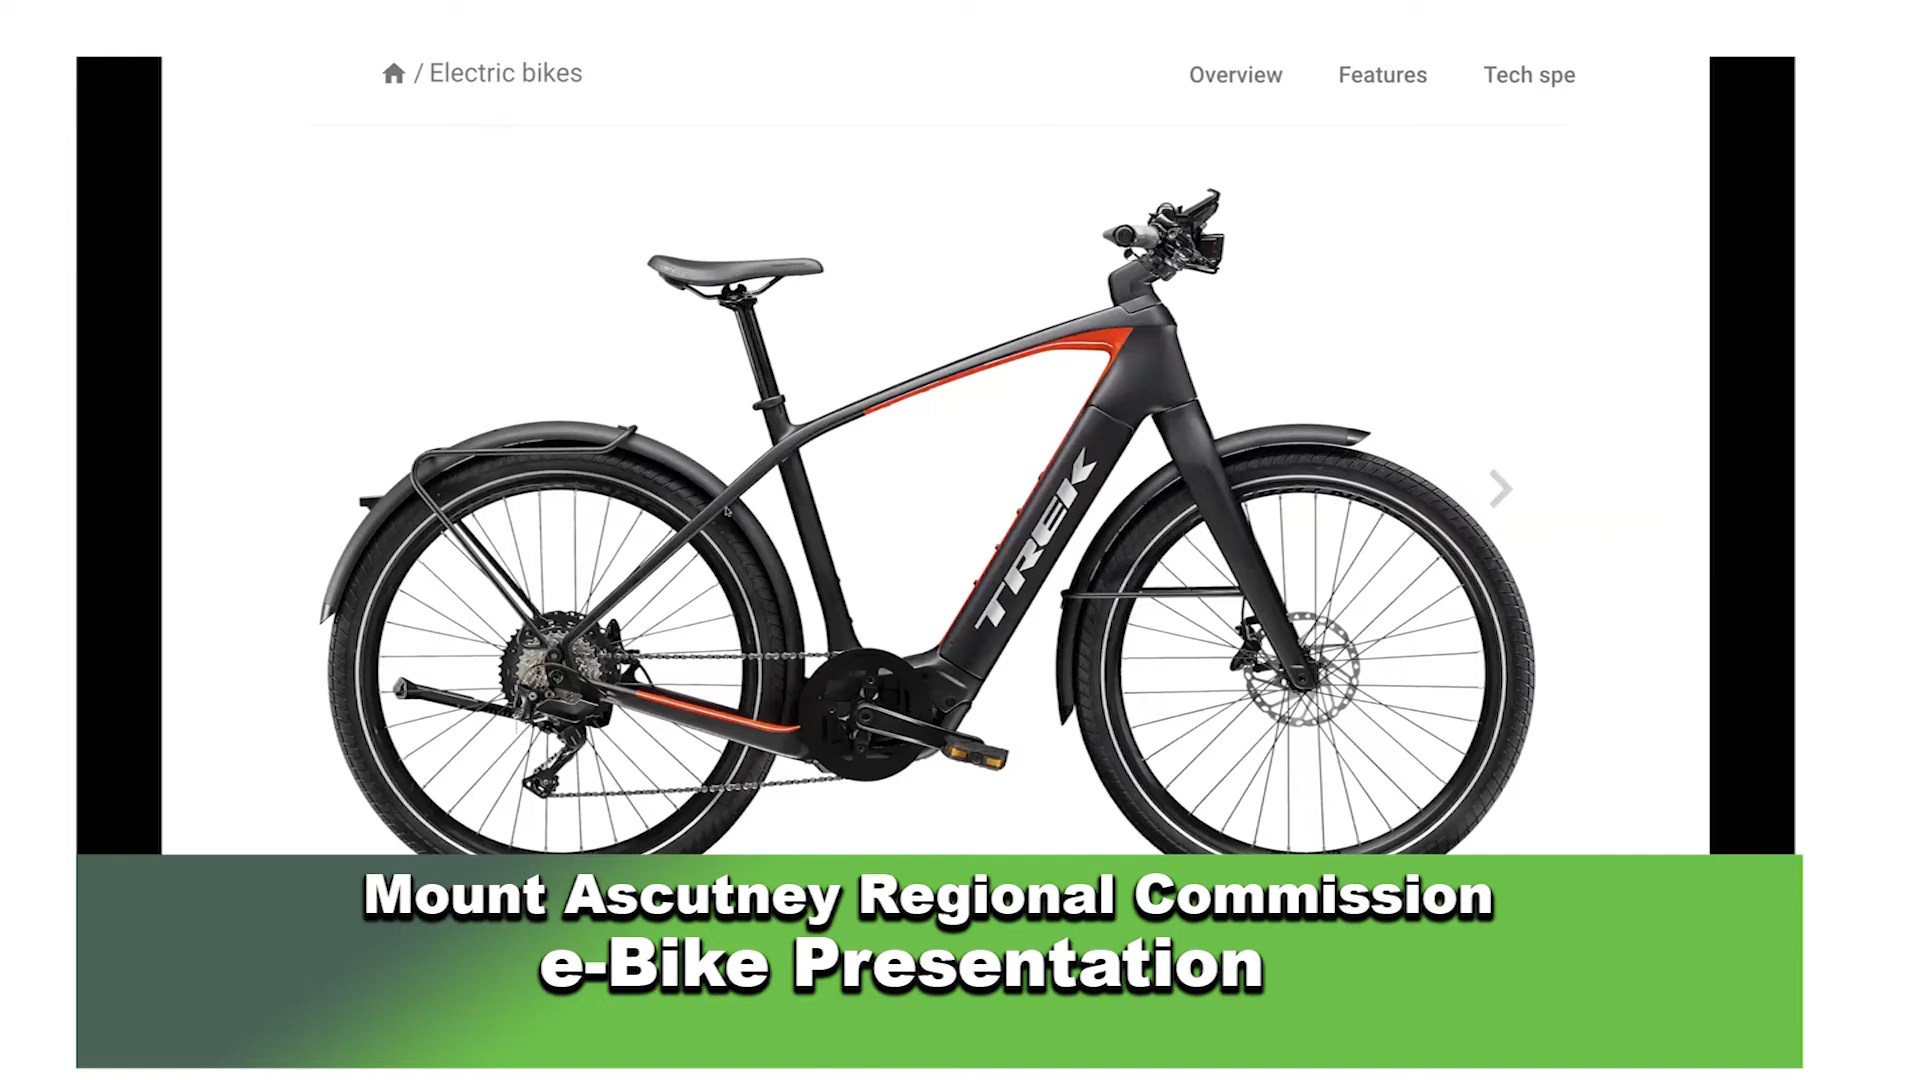 / Electric bikes
Overview Features Tech spe
TREK
Mount Ascutney Regional Commission
e-Bike Presentation